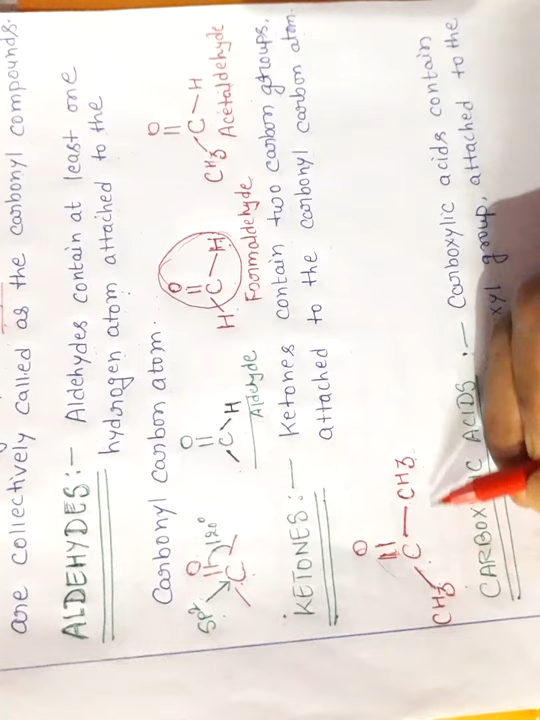 are collectively called as the carbonyl compounds.
ALDEHYDES :- Aldehydes contain at least one
hydrogen atom attached to the
Carbonyl carbon atom.
SP² O C 120°
O C H
Aldehyde
O H C H
Formaldehyde
O CH3 C H
Acetaldehyde
KETONES :- Ketones contain two carbon groups,
attached to the carbonyl carbon atom.
O
CH3 C CH3
CARBOX IC ACIDS :- Carboxylic acids contain
xyl group, attached to the